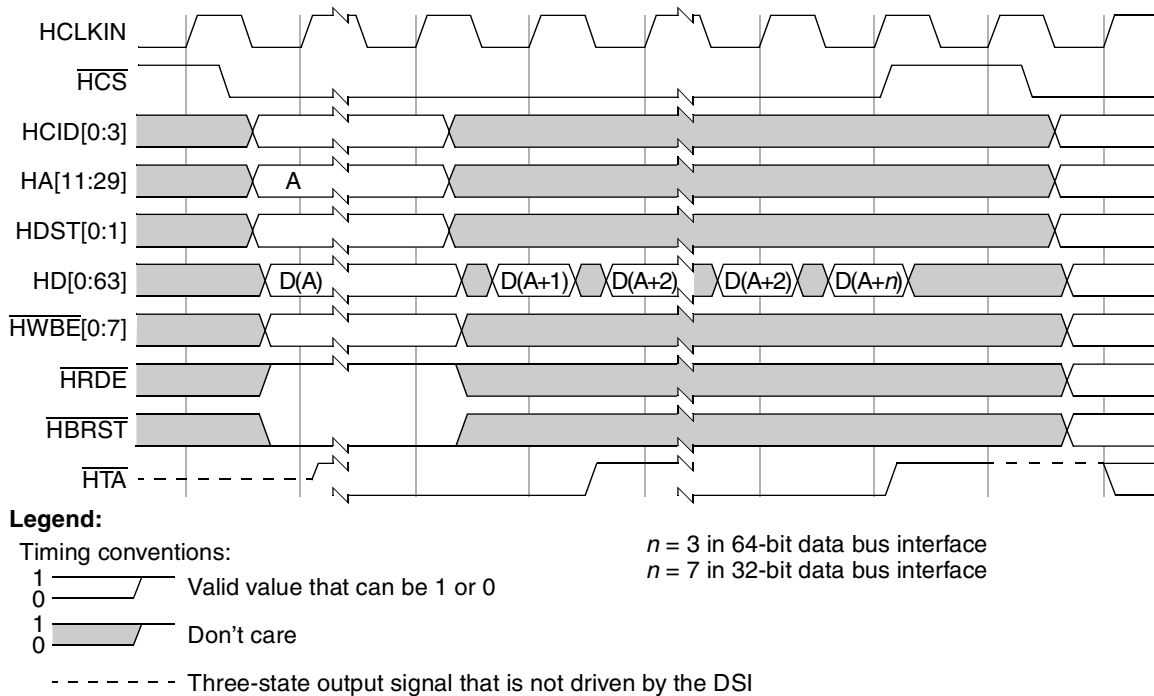 HCLKIN
HCS
HCID[0:3]
HA[11:29] A
HDST[0:1]
HD[0:63] D(A) D(A+1) D(A+2) D(A+2) D(A+n)
HWBE[0:7]
HRDE
HBRST
HTA
Legend:
Timing conventions:
n = 3 in 64-bit data bus interface
n = 7 in 32-bit data bus interface
1
0
Valid value that can be 1 or 0
1
0
Don't care
Three-state output signal that is not driven by the DSI